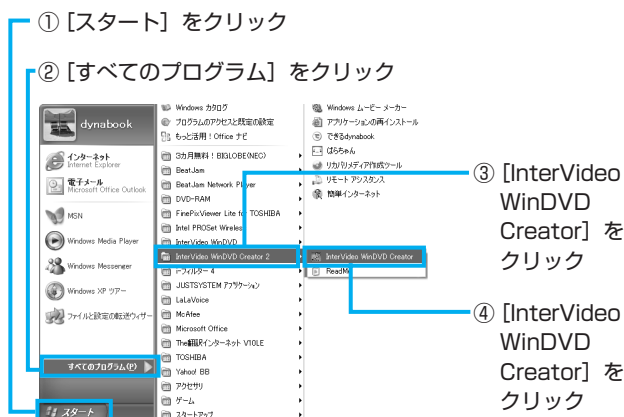 ① [スタート] をクリック
② [すべてのプログラム] をクリック
dynabook
インターネット
Internet Explorer
電子メール
Microsoft Office Outlook
MSN
Windows Media Player
Windows Messenger
Windows XP ツアー
ファイルと設定の転送ウィザー
すべてのプログラム(P)
スタート
Windows カタログ
プログラムのアクセスと既定の設定
もっと活用！Office ナビ
3カ月無料！BIGLOBE(NEC)
BeatJam
BeatJam Network Player
DVD-RAM
FinePixViewer Lite for TOSHIBA
Intel PROSet Wireless
InterVideo WinDVD
InterVideo WinDVD Creator 2
i-フィルター 4
JUSTSYSTEM アプリケーション
LaLaVoice
McAfee
Microsoft Office
The翻訳インターネット V10LE
TOSHIBA
Yahoo! BB
アクセサリ
ゲーム
スタートアップ
Windows ムービー メーカー
アプリケーションの再インストール
できるdynabook
ぱらちゃん
リカバリメディア作成ツール
リモート アシスタンス
簡単インターネット
InterVideo WinDVD Creator
ReadMe
③ [InterVideo
WinDVD
Creator] を
クリック
④ [InterVideo
WinDVD
Creator] を
クリック